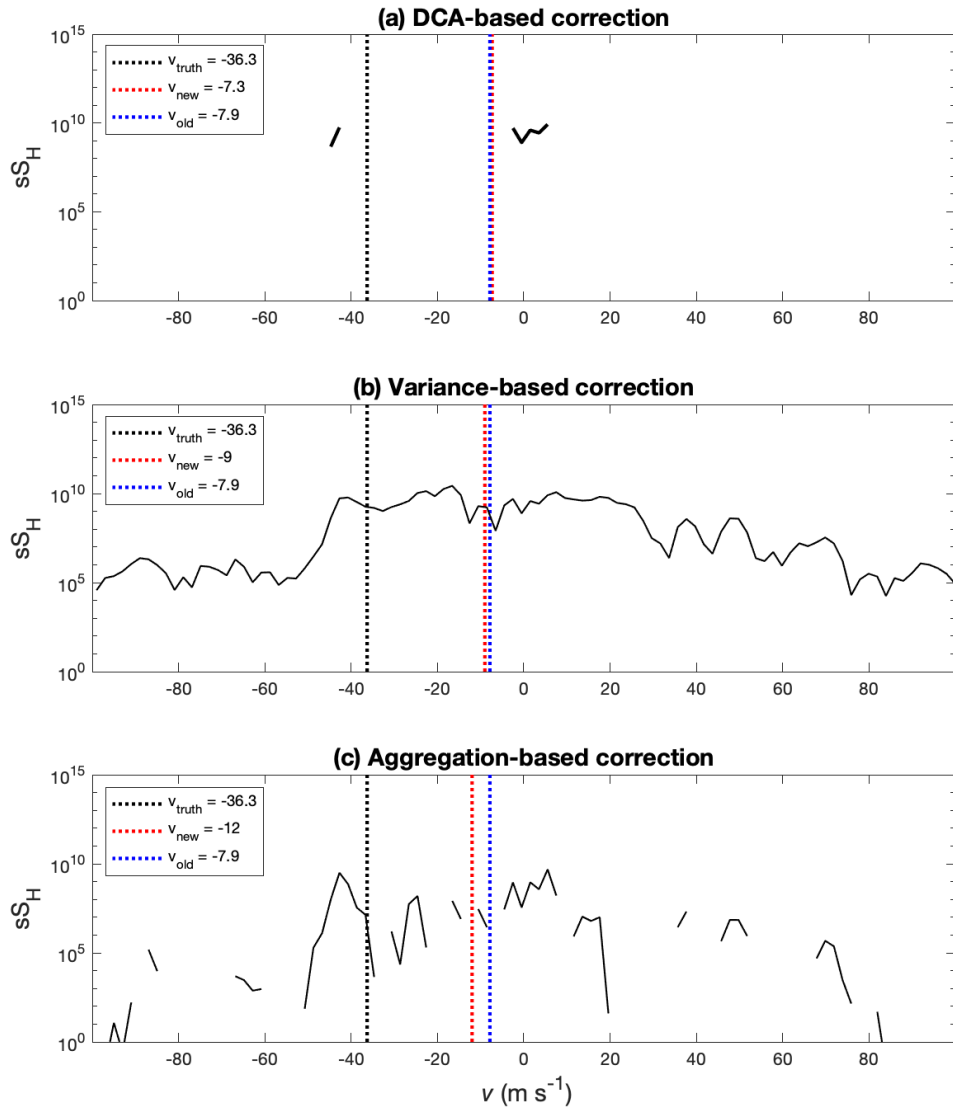 (a) DCA-based correction
10^15
10^10
10^5
10^0
sS_H
v_truth = -36.3
v_new = -7.3
v_old = -7.9
-80 -60 -40 -20 0 20 40 60 80
(b) Variance-based correction
10^15
10^10
10^5
10^0
sS_H
v_truth = -36.3
v_new = -9
v_old = -7.9
-80 -60 -40 -20 0 20 40 60 80
(c) Aggregation-based correction
10^15
10^10
10^5
10^0
sS_H
v_truth = -36.3
v_new = -12
v_old = -7.9
-80 -60 -40 -20 0 20 40 60 80
v (m s^-1)